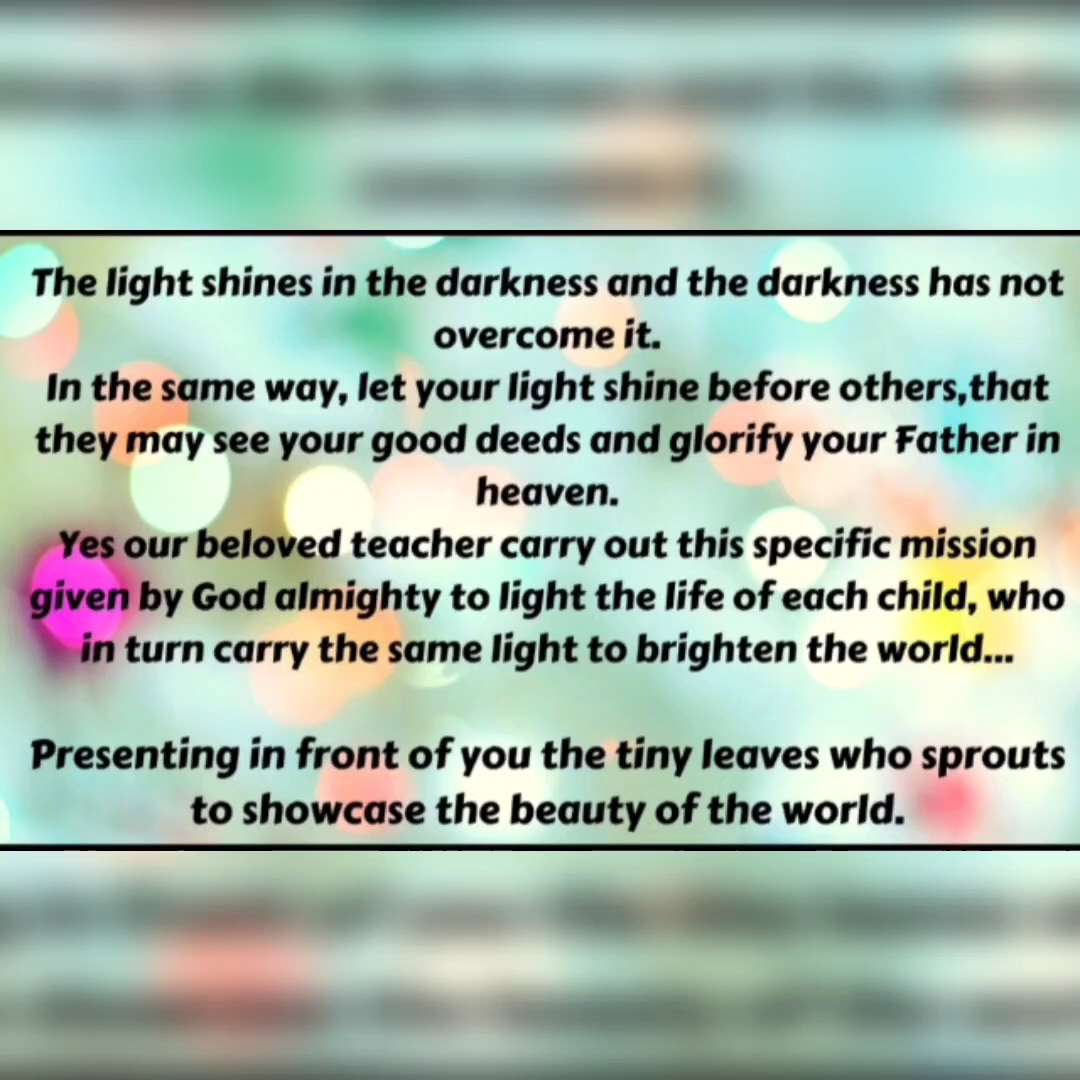 The light shines in the darkness and the darkness has not
overcome it.
In the same way, let your light shine before others,that
they may see your good deeds and glorify your Father in
heaven.
Yes our beloved teacher carry out this specific mission
given by God almighty to light the life of each child, who
in turn carry the same light to brighten the world...
Presenting in front of you the tiny leaves who sprouts
to showcase the beauty of the world.